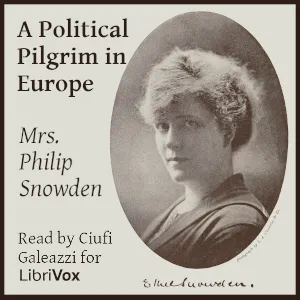 A Political
Pilgrim in
Europe
Mrs.
Philip
Snowden
Read by Ciufi
Galeazzi for
LibriVox
Ethel Snowden.